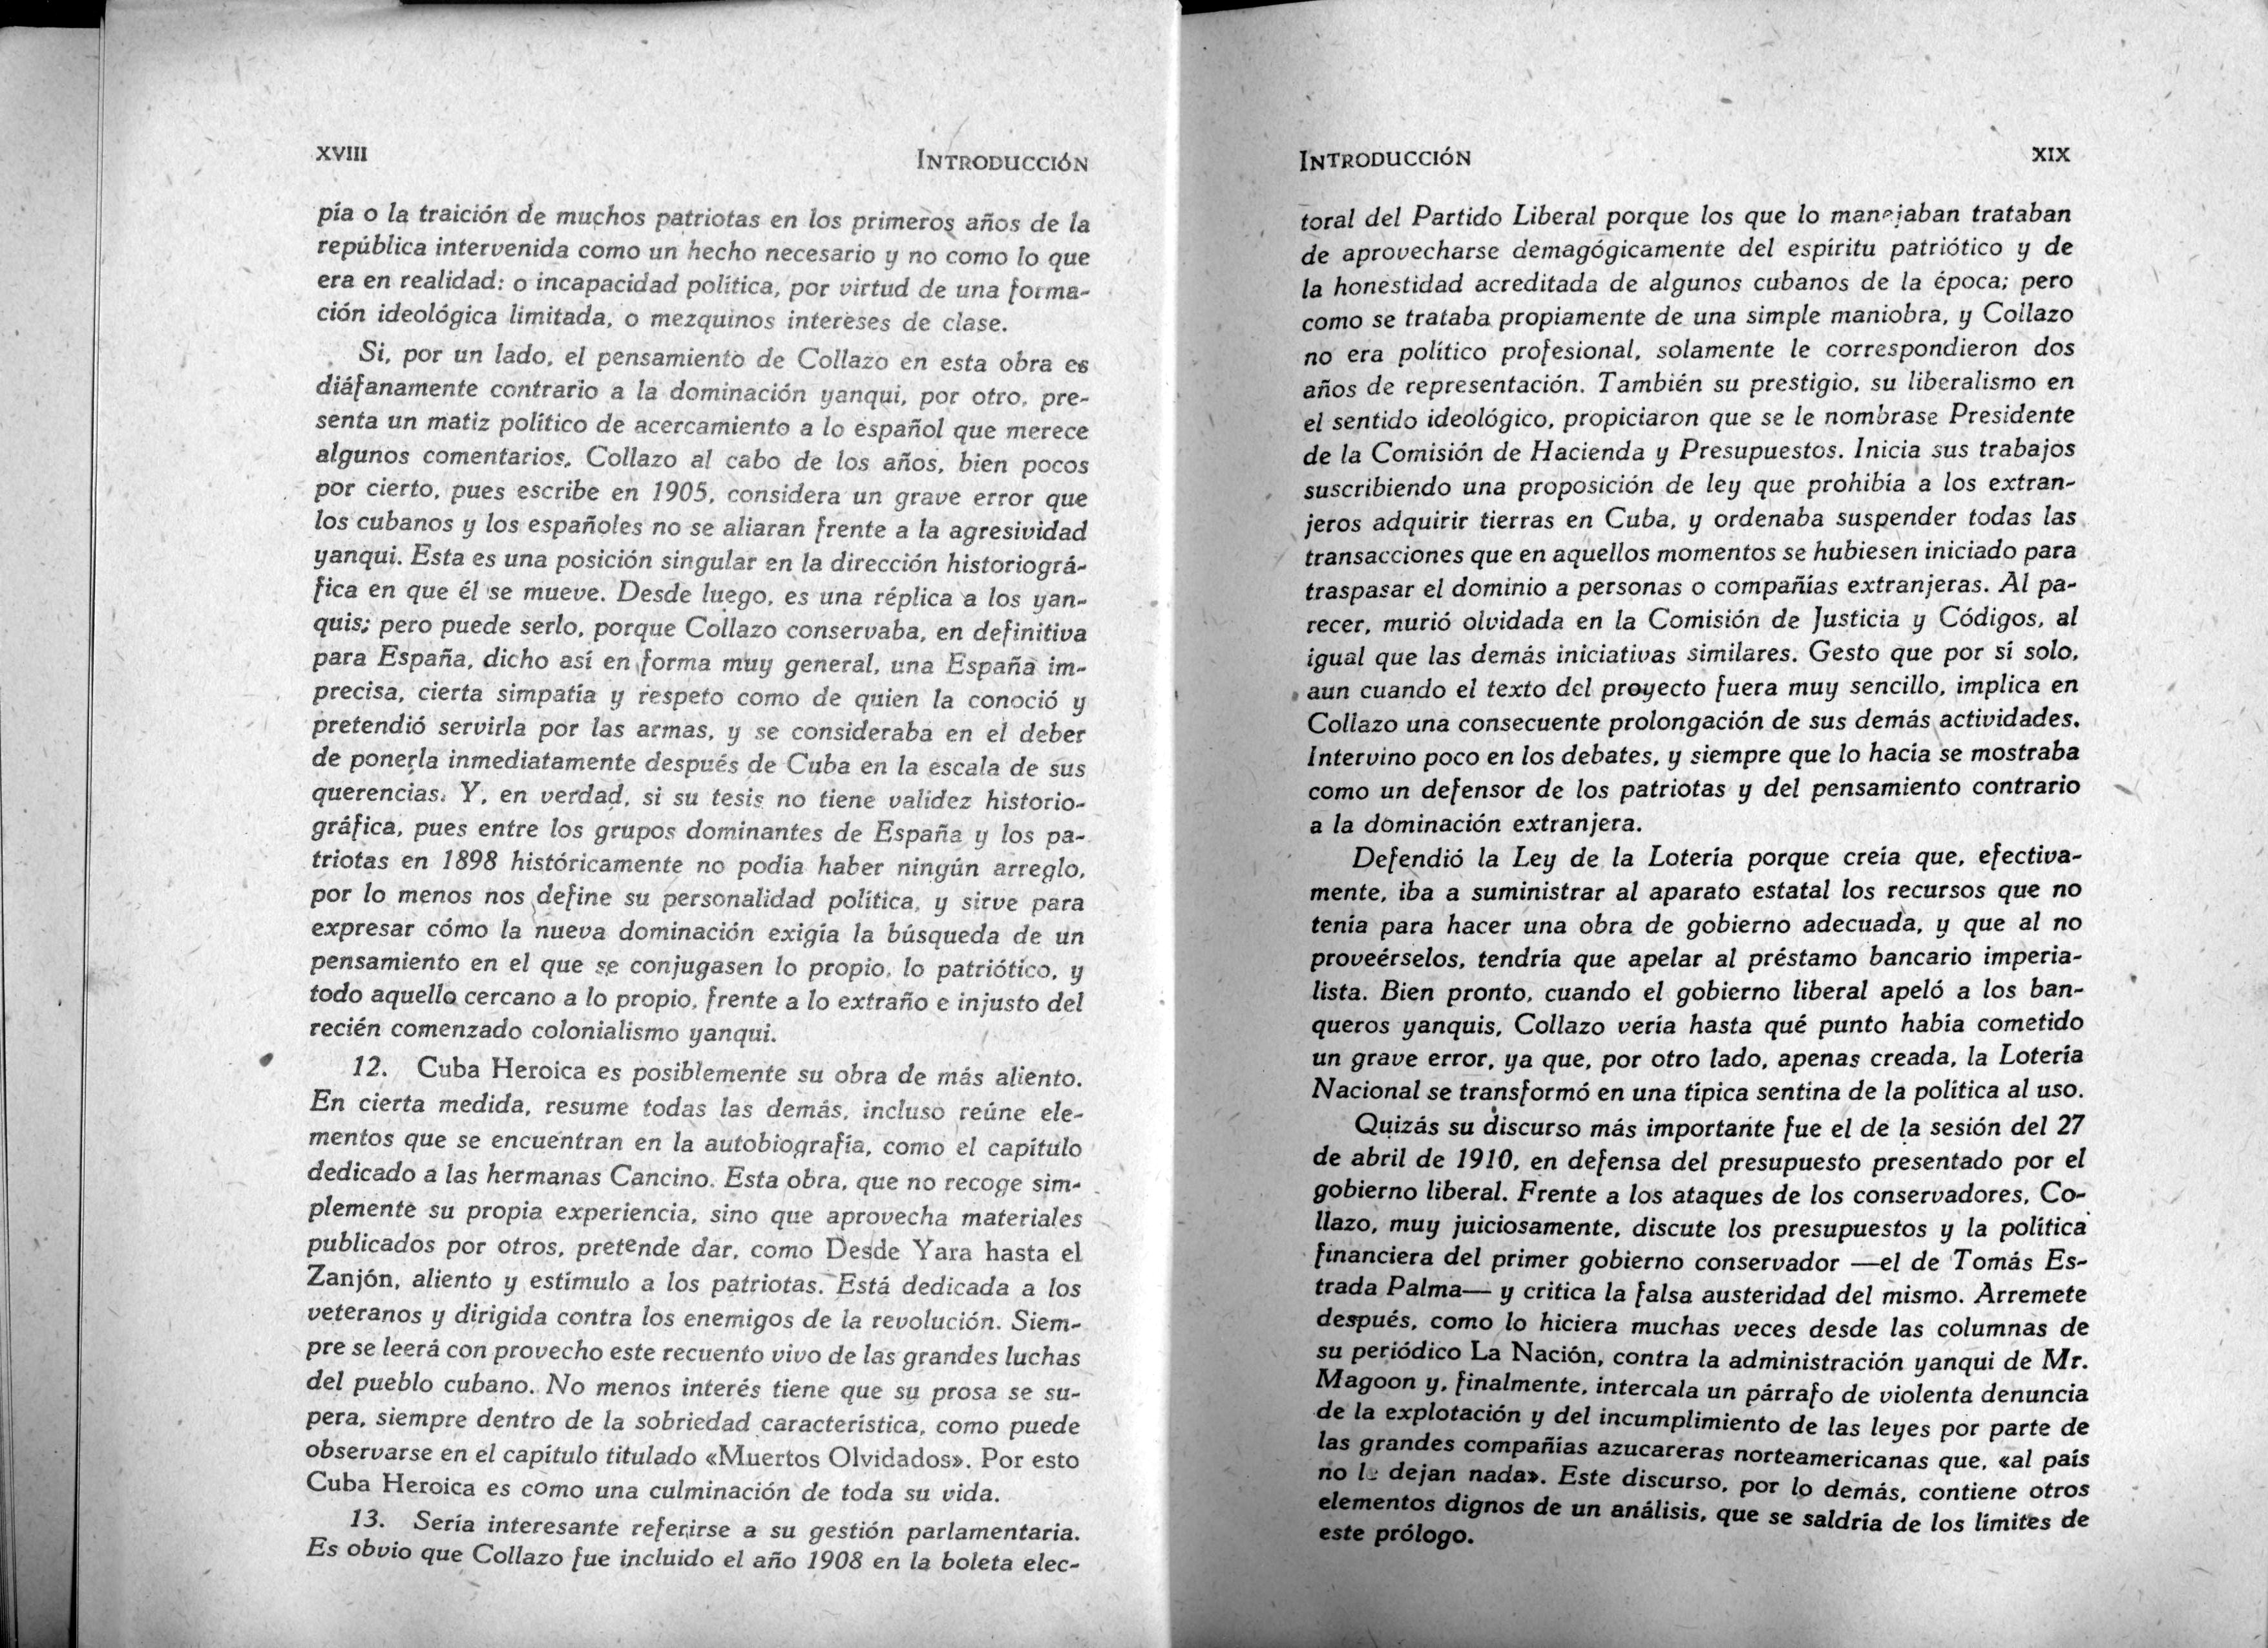 XVIII
INTRODUCCIÓN
pía o la traición de muchos patriotas en los primeros años de la
república intervenida como un hecho necesario y no como lo que
era en realidad: o incapacidad política, por virtud de una forma-
ción ideológica limitada, o mezquinos intereses de clase.
Si, por un lado, el pensamiento de Collazo en esta obra es
diáfanamente contrario a la dominación yanqui, por otro, pre-
senta un matiz político de acercamiento a lo español que merece
algunos comentarios. Collazo al cabo de los años, bien pocos
por cierto, pues escribe en 1905, considera un grave error que
los cubanos y los españoles no se aliaran frente a la agresividad
yanqui. Esta es una posición singular en la dirección historiográ-
fica en que él se mueve. Desde luego, es una réplica a los yan-
quis; pero puede serlo, porque Collazo conservaba, en definitiva
para España, dicho así en forma muy general, una España im-
precisa, cierta simpatía y respeto como de quien la conoció y
pretendió servirla por las armas, y se consideraba en el deber
de ponerla inmediatamente después de Cuba en la escala de sus
querencias. Y, en verdad, si su tesis no tiene validez historio-
gráfica, pues entre los grupos dominantes de España y los pa-
triotas en 1898 históricamente no podía haber ningún arreglo,
por lo menos nos define su personalidad política, y sirve para
expresar cómo la nueva dominación exigía la búsqueda de un
pensamiento en el que se conjugasen lo propio, lo patriótico, y
todo aquello cercano a lo propio, frente a lo extraño e injusto del
recién comenzado colonialismo yanqui.
12. Cuba Heroica es posiblemente su obra de más aliento.
En cierta medida, resume todas las demás, incluso reúne ele-
mentos que se encuentran en la autobiografía, como el capítulo
dedicado a las hermanas Cancino. Esta obra, que no recoge sim-
plemente su propia experiencia, sino que aprovecha materiales
publicados por otros, pretende dar, como Desde Yara hasta el
Zanjón, aliento y estímulo a los patriotas. Está dedicada a los
veteranos y dirigida contra los enemigos de la revolución. Siem-
pre se leerá con provecho este recuento vivo de las grandes luchas
del pueblo cubano. No menos interés tiene que su prosa se su-
pera, siempre dentro de la sobriedad característica, como puede
observarse en el capítulo titulado «Muertos Olvidados». Por esto
Cuba Heroica es como una culminación de toda su vida.
13. Sería interesante referirse a su gestión parlamentaria.
Es obvio que Collazo fue incluido el año 1908 en la boleta elec-
INTRODUCCIÓN
XIX
toral del Partido Liberal porque los que lo manejaban trataban
de aprovecharse demagógicamente del espíritu patriótico y de
la honestidad acreditada de algunos cubanos de la época; pero
como se trataba propiamente de una simple maniobra, y Collazo
no era político profesional, solamente le correspondieron dos
años de representación. También su prestigio, su liberalismo en
el sentido ideológico, propiciaron que se le nombrase Presidente
de la Comisión de Hacienda y Presupuestos. Inicia sus trabajos
suscribiendo una proposición de ley que prohibía a los extran-
jeros adquirir tierras en Cuba, y ordenaba suspender todas las
transacciones que en aquellos momentos se hubiesen iniciado para
traspasar el dominio a personas o compañías extranjeras. Al pa-
recer, murió olvidada en la Comisión de Justicia y Códigos, al
igual que las demás iniciativas similares. Gesto que por sí solo,
aun cuando el texto del proyecto fuera muy sencillo, implica en
Collazo una consecuente prolongación de sus demás actividades.
Intervino poco en los debates, y siempre que lo hacía se mostraba
como un defensor de los patriotas y del pensamiento contrario
a la dominación extranjera.
Defendió la Ley de la Lotería porque creía que, efectiva-
mente, iba a suministrar al aparato estatal los recursos que no
tenía para hacer una obra de gobierno adecuada, y que al no
proveérselos, tendría que apelar al préstamo bancario imperia-
lista. Bien pronto, cuando el gobierno liberal apeló a los ban-
queros yanquis, Collazo vería hasta qué punto había cometido
un grave error, ya que, por otro lado, apenas creada, la Lotería
Nacional se transformó en una típica sentina de la política al uso.
Quizás su discurso más importante fue el de la sesión del 27
de abril de 1910, en defensa del presupuesto presentado por el
gobierno liberal. Frente a los ataques de los conservadores, Co-
llazo, muy juiciosamente, discute los presupuestos y la política
financiera del primer gobierno conservador —el de Tomás Es-
trada Palma— y critica la falsa austeridad del mismo. Arremete
después, como lo hiciera muchas veces desde las columnas de
su periódico La Nación, contra la administración yanqui de Mr.
Magoon y, finalmente, intercala un párrafo de violenta denuncia
de la explotación y del incumplimiento de las leyes por parte de
las grandes compañías azucareras norteamericanas que, «al país
no le dejan nada». Este discurso, por lo demás, contiene otros
elementos dignos de un análisis, que se saldría de los límites de
este prólogo.